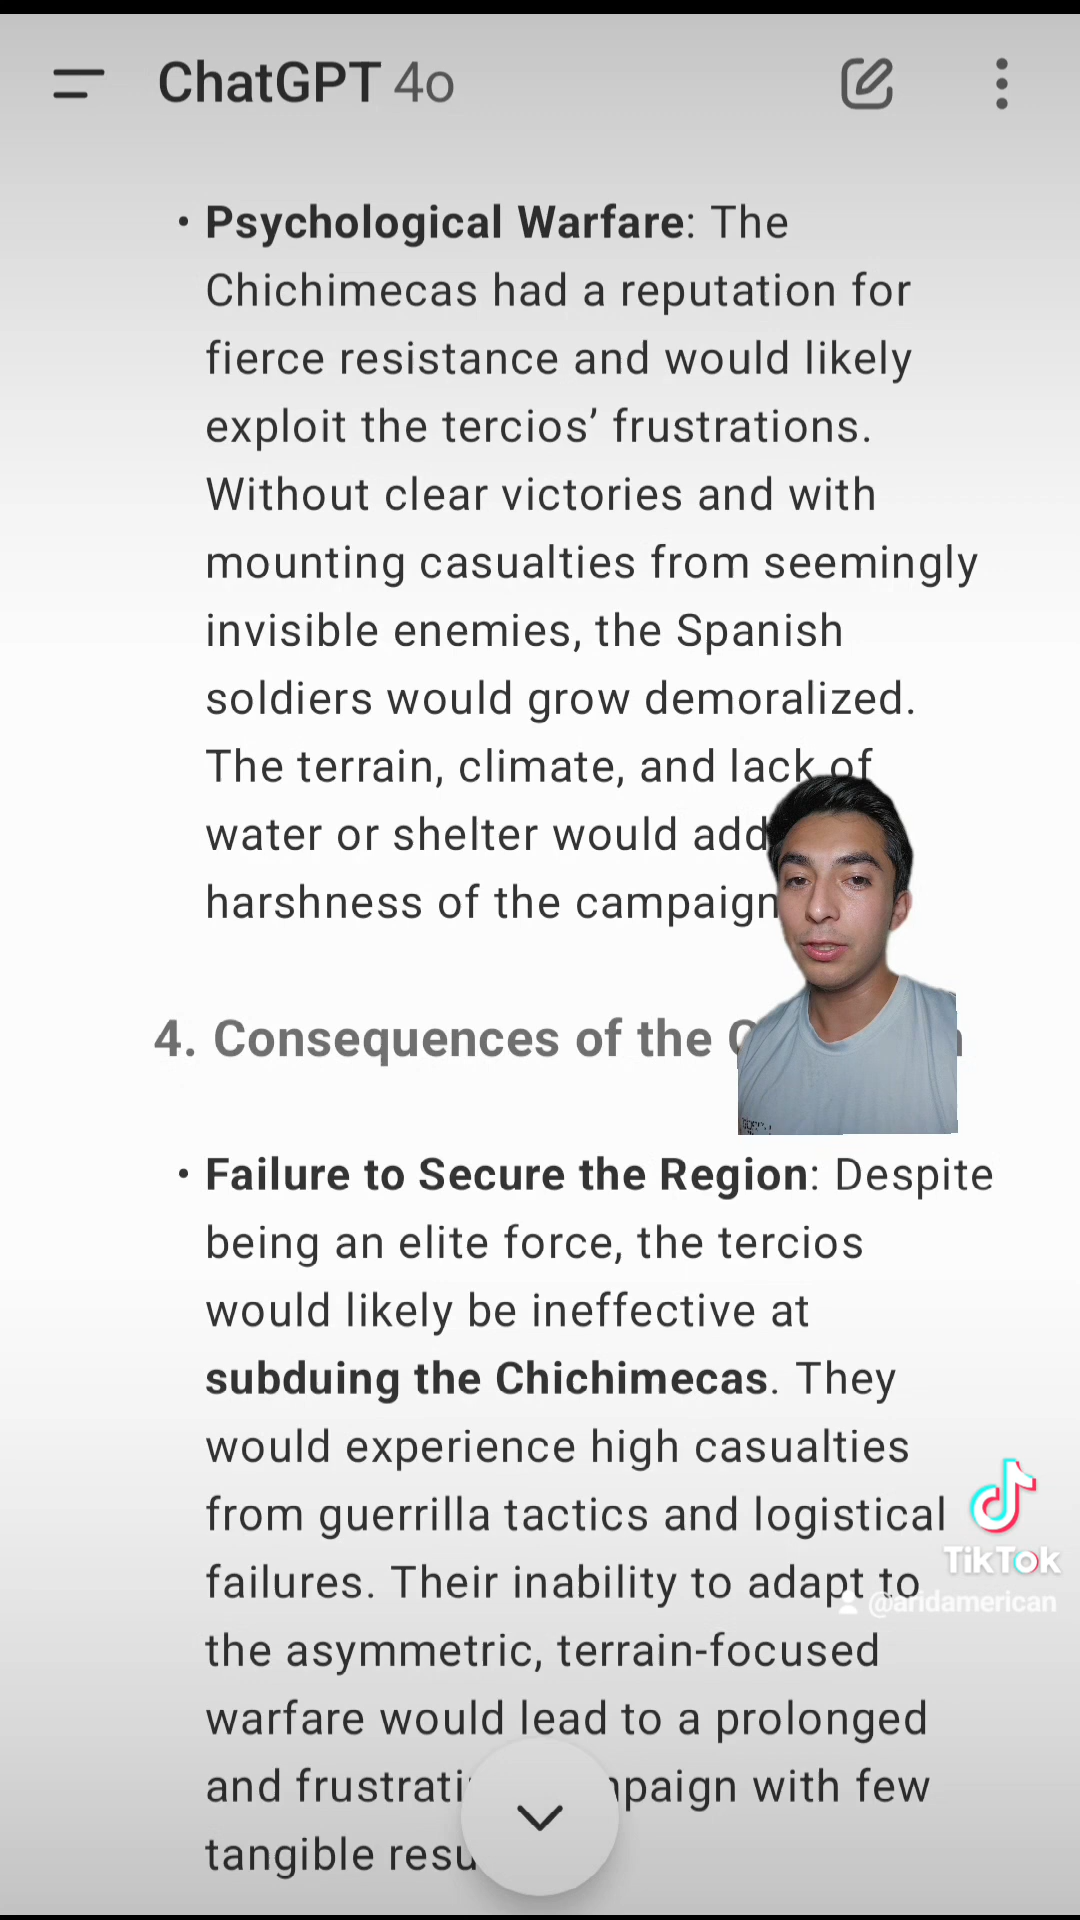 ChatGPT 4o
• Psychological Warfare: The
Chichimecas had a reputation for
fierce resistance and would likely
exploit the tercios’ frustrations.
Without clear victories and with
mounting casualties from seemingly
invisible enemies, the Spanish
soldiers would grow demoralized.
The terrain, climate, and lack of
water or shelter would add
harshness of the campaign
4. Consequences of the
• Failure to Secure the Region: Despite
being an elite force, the tercios
would likely be ineffective at
subduing the Chichimecas. They
would experience high casualties
from guerrilla tactics and logistical
failures. Their inability to adapt to
the asymmetric, terrain-focused
warfare would lead to a prolonged
and with few
tangible
TikTok
@aridamerican